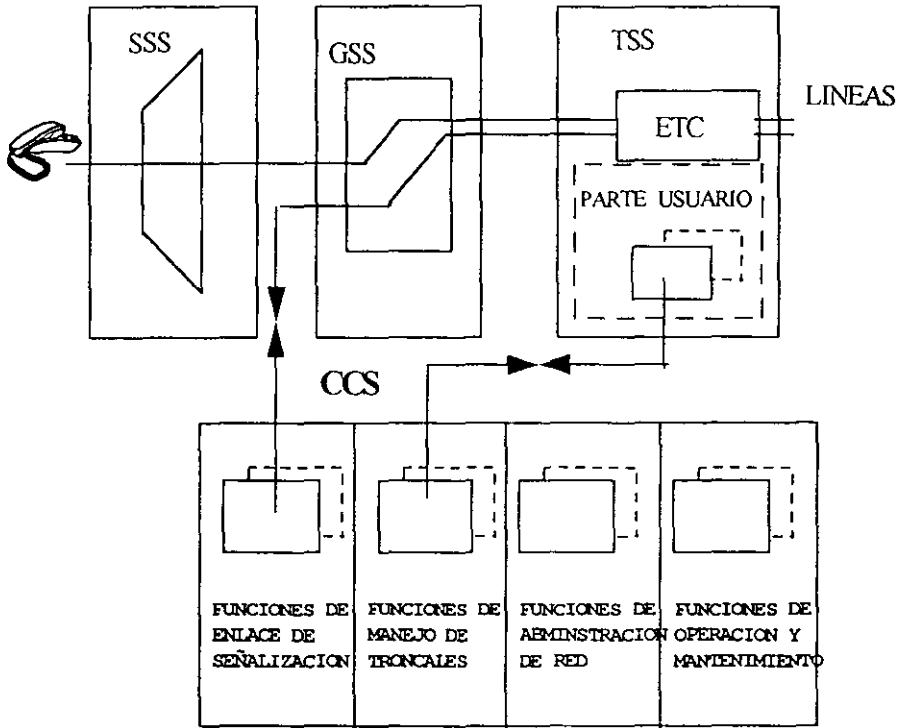 SSS
GSS
TSS
LINEAS
ETC
PARTE USUARIO
CCS
FUNCIONES DE
ENLACE DE
SEÑALIZACION
FUNCIONES DE
MANEJO DE
TRONCALES
FUNCIONES DE
ABMINSTRACION
DE RED
FUNCIONES DE
OPERACION Y
MANTENIMIENTO